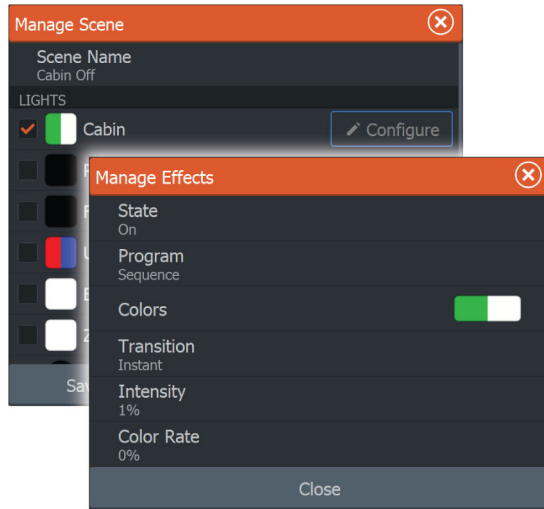 Manage Scene
Scene Name
Cabin Off
LIGHTS
Cabin
Configure
Manage Effects
State
On
Program
Sequence
Colors
Transition
Instant
Intensity
1%
Color Rate
0%
Close